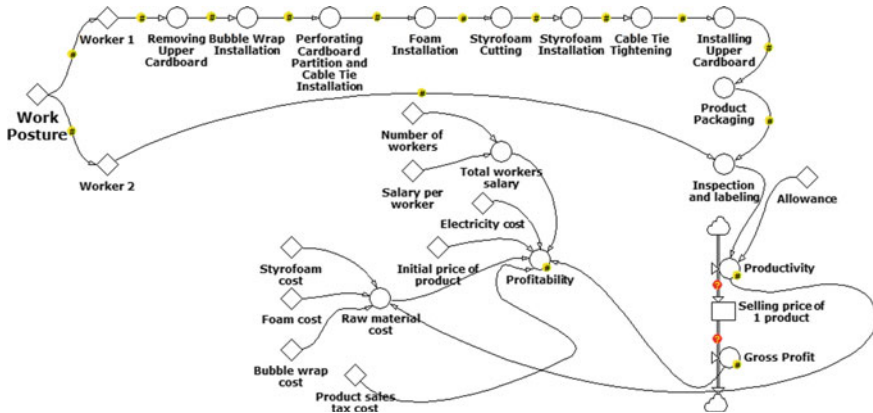 Worker 1
Removing
Upper
Cardboard
Bubble Wrap
Installation
Perforating
Cardboard
Partition and
Cable Tie
Installation
Foam
Installation
Styrofoam
Cutting
Styrofoam
Installation
Cable Tie
Tightening
Installing
Upper
Cardboard
Work
Posture
Product
Packaging
Worker 2
Number of
workers
Total workers
salary
Salary per
worker
Inspection
and labeling
Allowance
Electricity cost
Styrofoam
cost
Initial price
of product
Profitability
Productivity
Foam cost
Raw material
cost
Selling price of
1 product
Bubble wrap
cost
Gross Profit
Product sales
tax cost